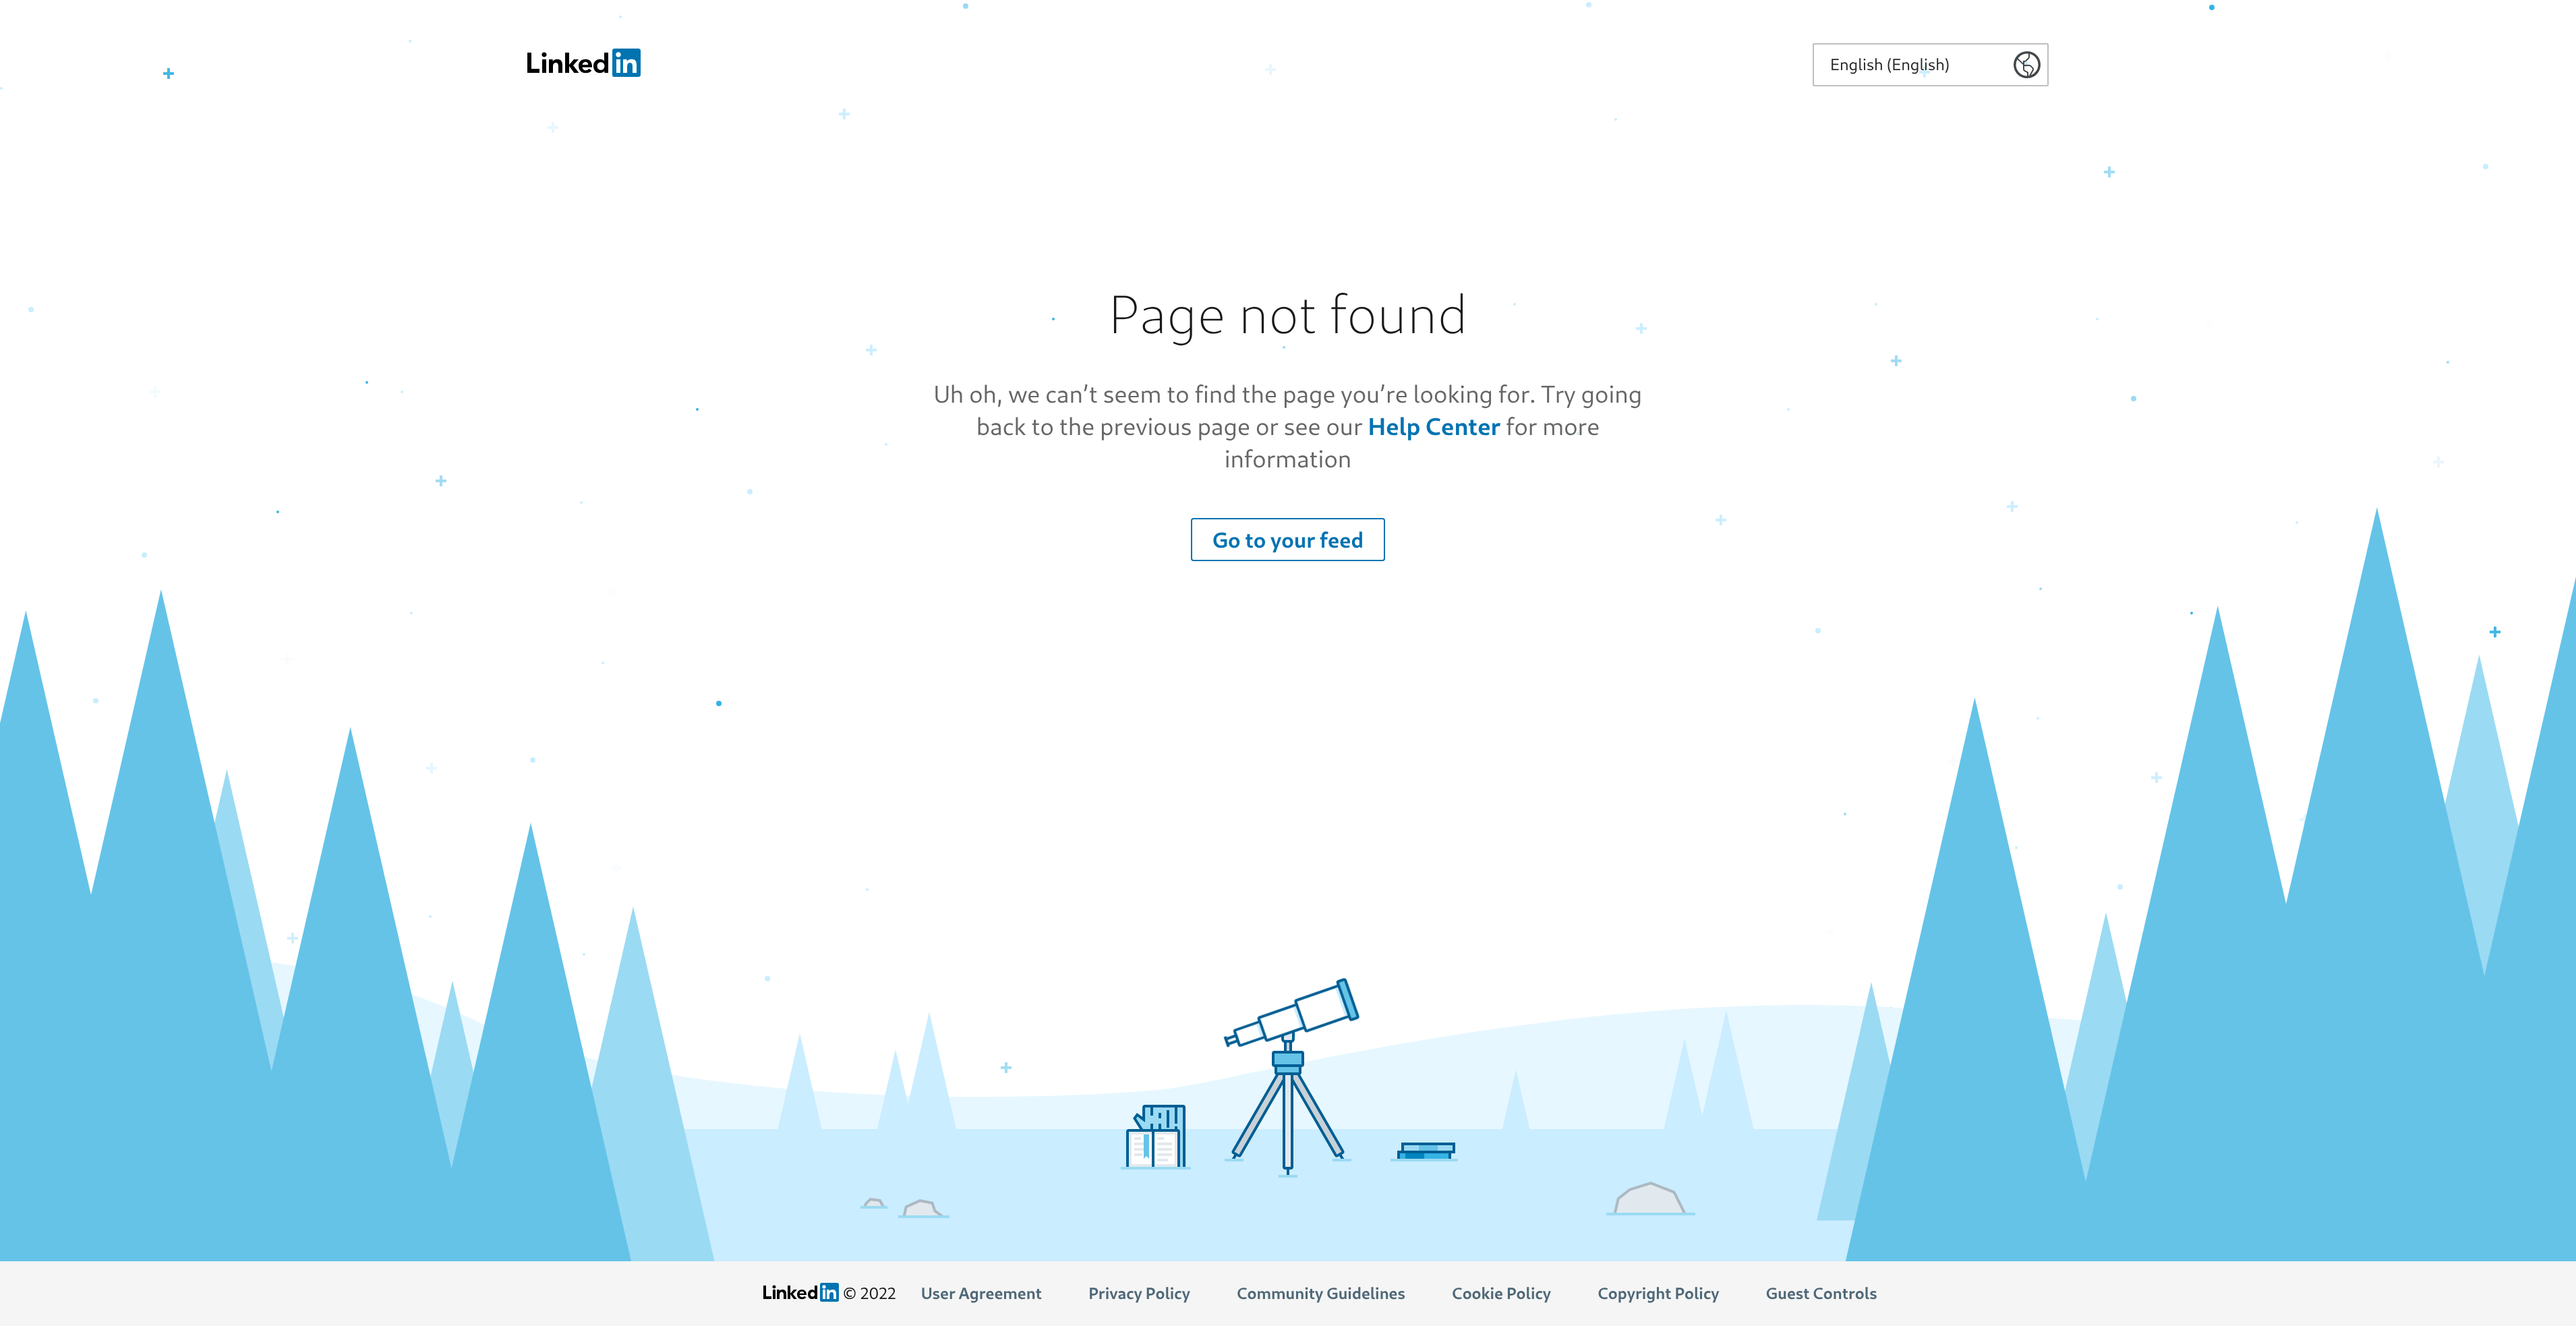 LinkedIn
English (English)
Page not found
Uh oh, we can’t seem to find the page you’re looking for. Try going
back to the previous page or see our Help Center for more
information
Go to your feed
LinkedIn © 2022 User Agreement Privacy Policy Community Guidelines Cookie Policy Copyright Policy Guest Controls